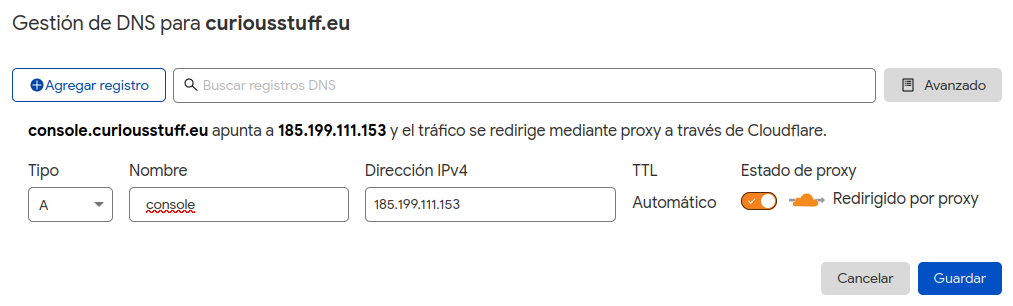 Gestión de DNS para curiousstuff.eu
Agregar registro Buscar registros DNS Avanzado
console.curiousstuff.eu apunta a 185.199.111.153 y el tráfico se redirige mediante proxy a través de Cloudflare.
Tipo Nombre Dirección IPv4 TTL Estado de proxy
A console 185.199.111.153 Automático Redirigido por proxy
Cancelar Guardar